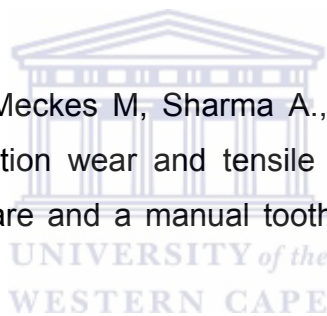 Meckes M, Sharma A.,
tion wear and tensile
are and a manual tooth
UNIVERSITY of the
WESTERN CAPE